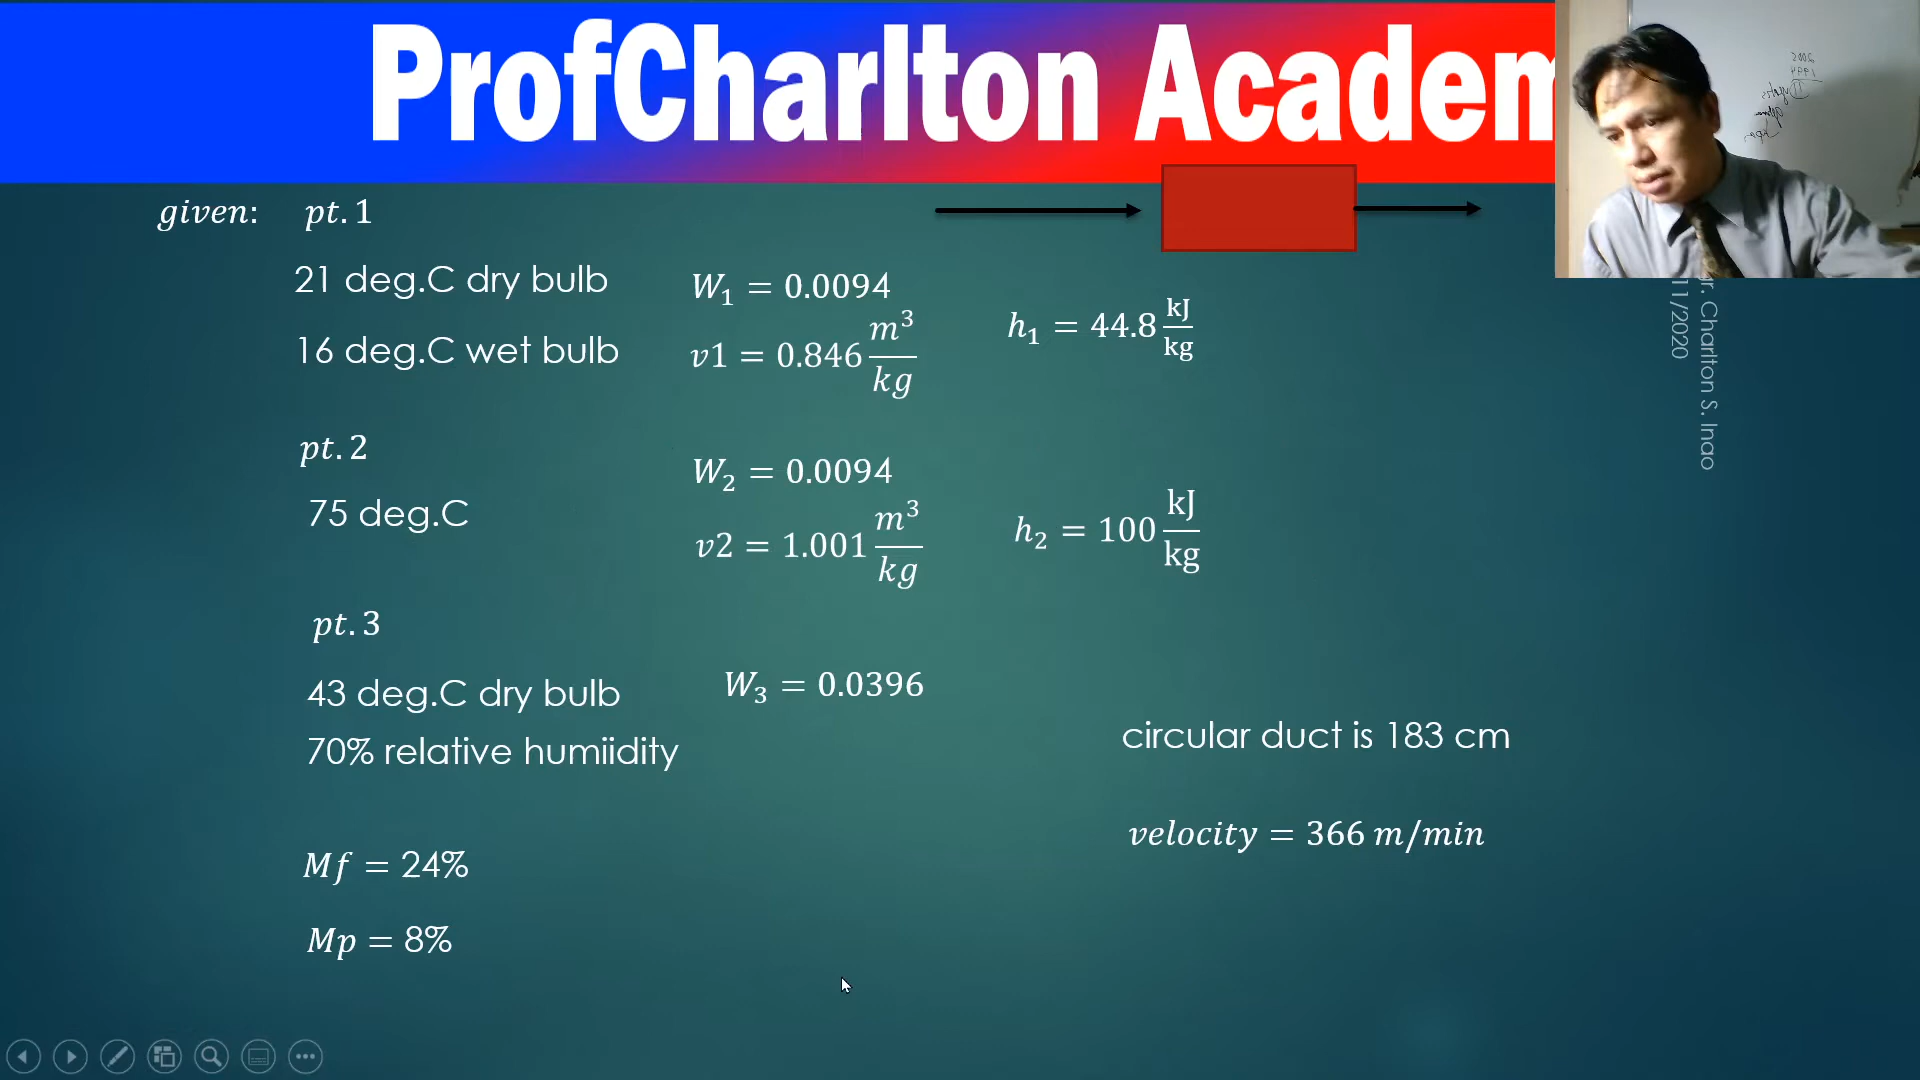 ProfCharlton Academ
given: pt.1
21 deg.C dry bulb
W₁ = 0.0094
16 deg.C wet bulb
v1 = 0.846 m³/kg
h₁ = 44.8 kJ/kg
pt.2
75 deg.C
W₂ = 0.0094
v2 = 1.001 m³/kg
h₂ = 100 kJ/kg
pt.3
43 deg.C dry bulb
W₃ = 0.0396
70% relative humiidity
circular duct is 183 cm
velocity = 366 m/min
Mf = 24%
Mp = 8%
r. Charlton S. Inao
11/2020